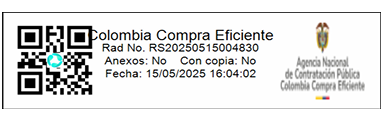 Colombia Compra Eficiente
Rad No. RS20250515004830
Anexos: No Con copia: No
Fecha: 15/05/2025 16:04:02
Agencia Nacional
de Contratación Pública
Colombia Compra Eficiente